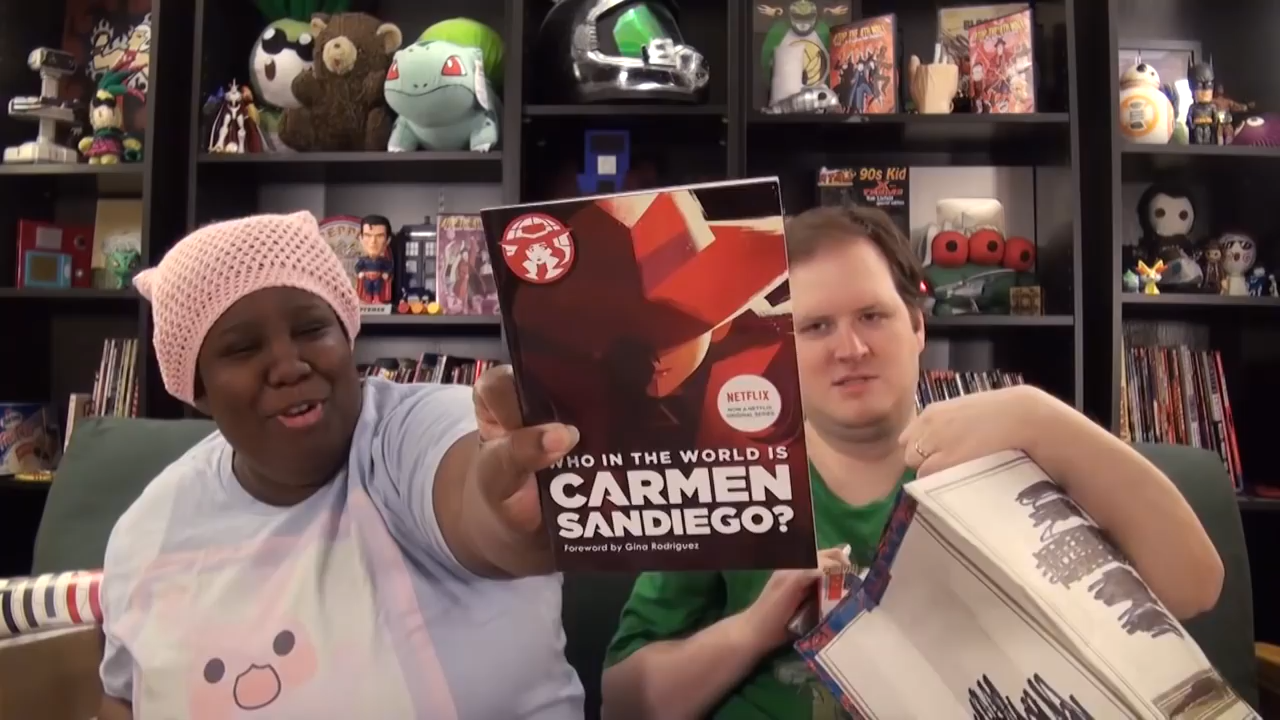 90s Kid
NETFLIX
NOW A NETFLIX
ORIGINAL SERIES
WHO IN THE WORLD IS
CARMEN
SANDIEGO?
Foreword by Gina Rodriguez